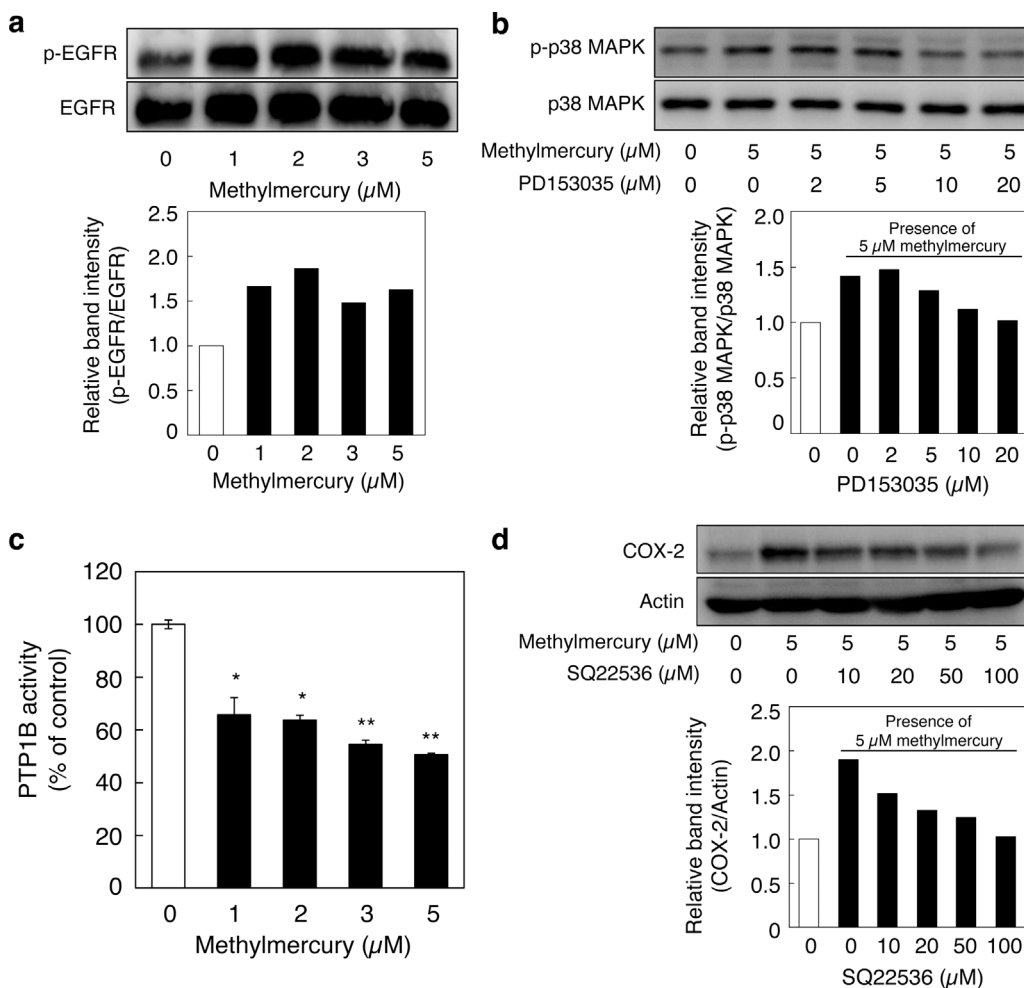 a
p-EGFR
EGFR
0 1 2 3 5
Methylmercury (µM)
Relative band intensity
(p-EGFR/EGFR)
2.5
2.0
1.5
1.0
0.5
0
0 1 2 3 5
Methylmercury (µM)
b
p-p38 MAPK
p38 MAPK
Methylmercury (µM) 0 5 5 5 5 5
PD153035 (µM) 0 0 2 5 10 20
Relative band intensity
(p-p38 MAPK/p38 MAPK)
2.0
1.5
1.0
0.5
0
Presence of
5 µM methylmercury
0 0 2 5 10 20
PD153035 (µM)
c
PTP1B activity
(% of control)
120
100
80
60
40
20
0
* * ** **
0 1 2 3 5
Methylmercury (µM)
d
COX-2
Actin
Methylmercury (µM) 0 5 5 5 5 5
SQ22536 (µM) 0 0 10 20 50 100
Relative band intensity
(COX-2/Actin)
2.5
2.0
1.5
1.0
0.5
0
Presence of
5 µM methylmercury
0 0 10 20 50 100
SQ22536 (µM)